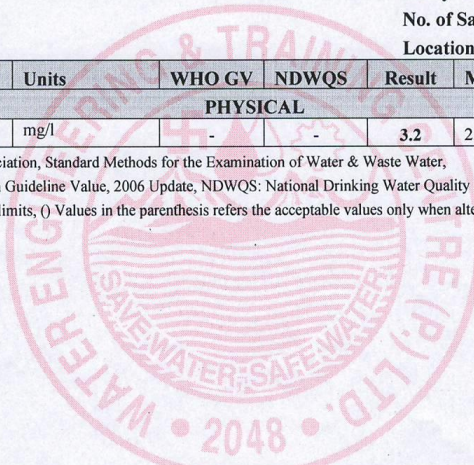 No. of Sa
Location
Units WHO GV NDWQS Result M
PHYSICAL
mg/l - - 3.2 2
ciation, Standard Methods for the Examination of Water & Waste Water,
n Guideline Value, 2006 Update, NDWQS: National Drinking Water Quality
limits, () Values in the parenthesis refers the acceptable values only when alte
WATER ENGINEERING & TRAINING CENTRE (P.) LTD.
SAVE-WATER, SAFE-WATER
• 2048 •